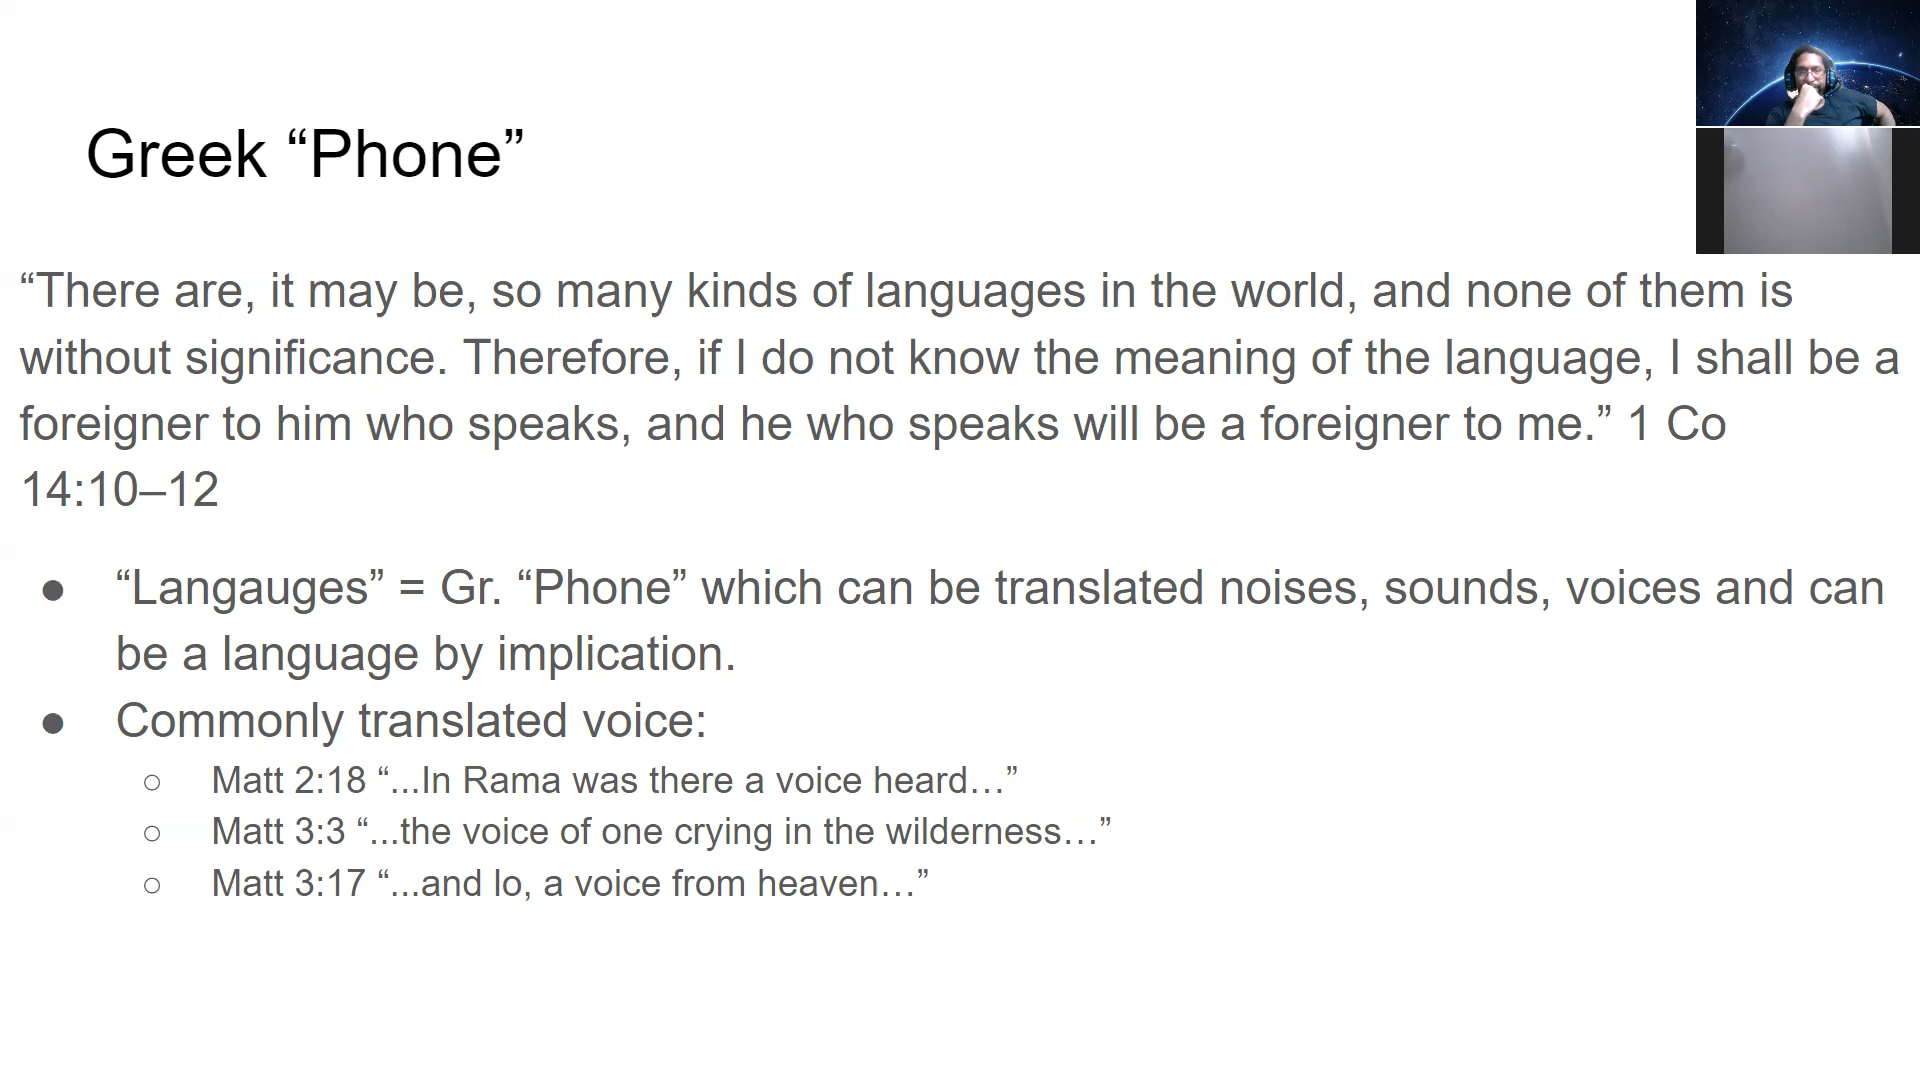 Greek “Phone”
“There are, it may be, so many kinds of languages in the world, and none of them is
without significance. Therefore, if I do not know the meaning of the language, I shall be a
foreigner to him who speaks, and he who speaks will be a foreigner to me.” 1 Co
14:10–12
● “Langauges” = Gr. “Phone” which can be translated noises, sounds, voices and can
be a language by implication.
● Commonly translated voice:
○ Matt 2:18 “...In Rama was there a voice heard…”
○ Matt 3:3 “...the voice of one crying in the wilderness…”
○ Matt 3:17 “...and lo, a voice from heaven…”